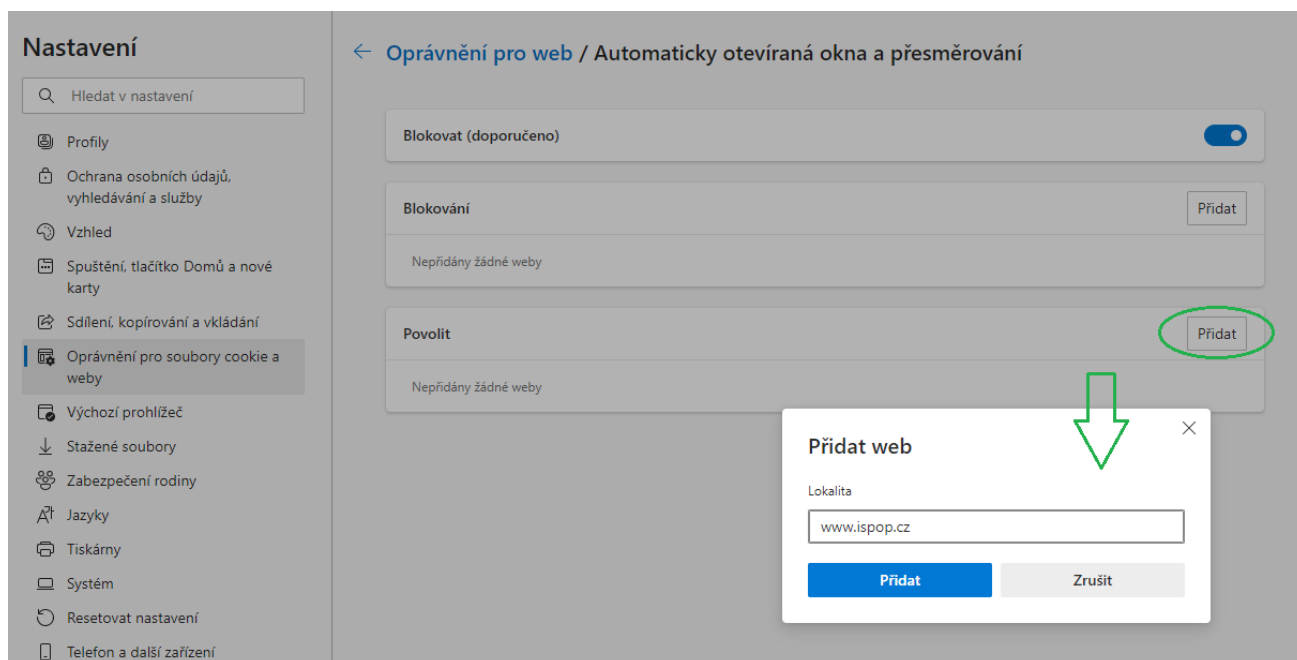 Nastavení
Hledat v nastavení
Profily
Ochrana osobních údajů,
vyhledávání a služby
Vzhled
Spuštění, tlačítko Domů a nové
karty
Sdílení, kopírování a vkládání
Oprávnění pro soubory cookie a
weby
Výchozí prohlížeč
Stažené soubory
Zabezpečení rodiny
Jazyky
Tiskárny
Systém
Resetovat nastavení
Telefon a další zařízení
Oprávnění pro web / Automaticky otevíraná okna a přesměrování
Blokovat (doporučeno)
Blokování
Přidat
Nepřidány žádné weby
Povolit
Přidat
Nepřidány žádné weby
Přidat web
Lokalita
www.ispop.cz
Přidat
Zrušit